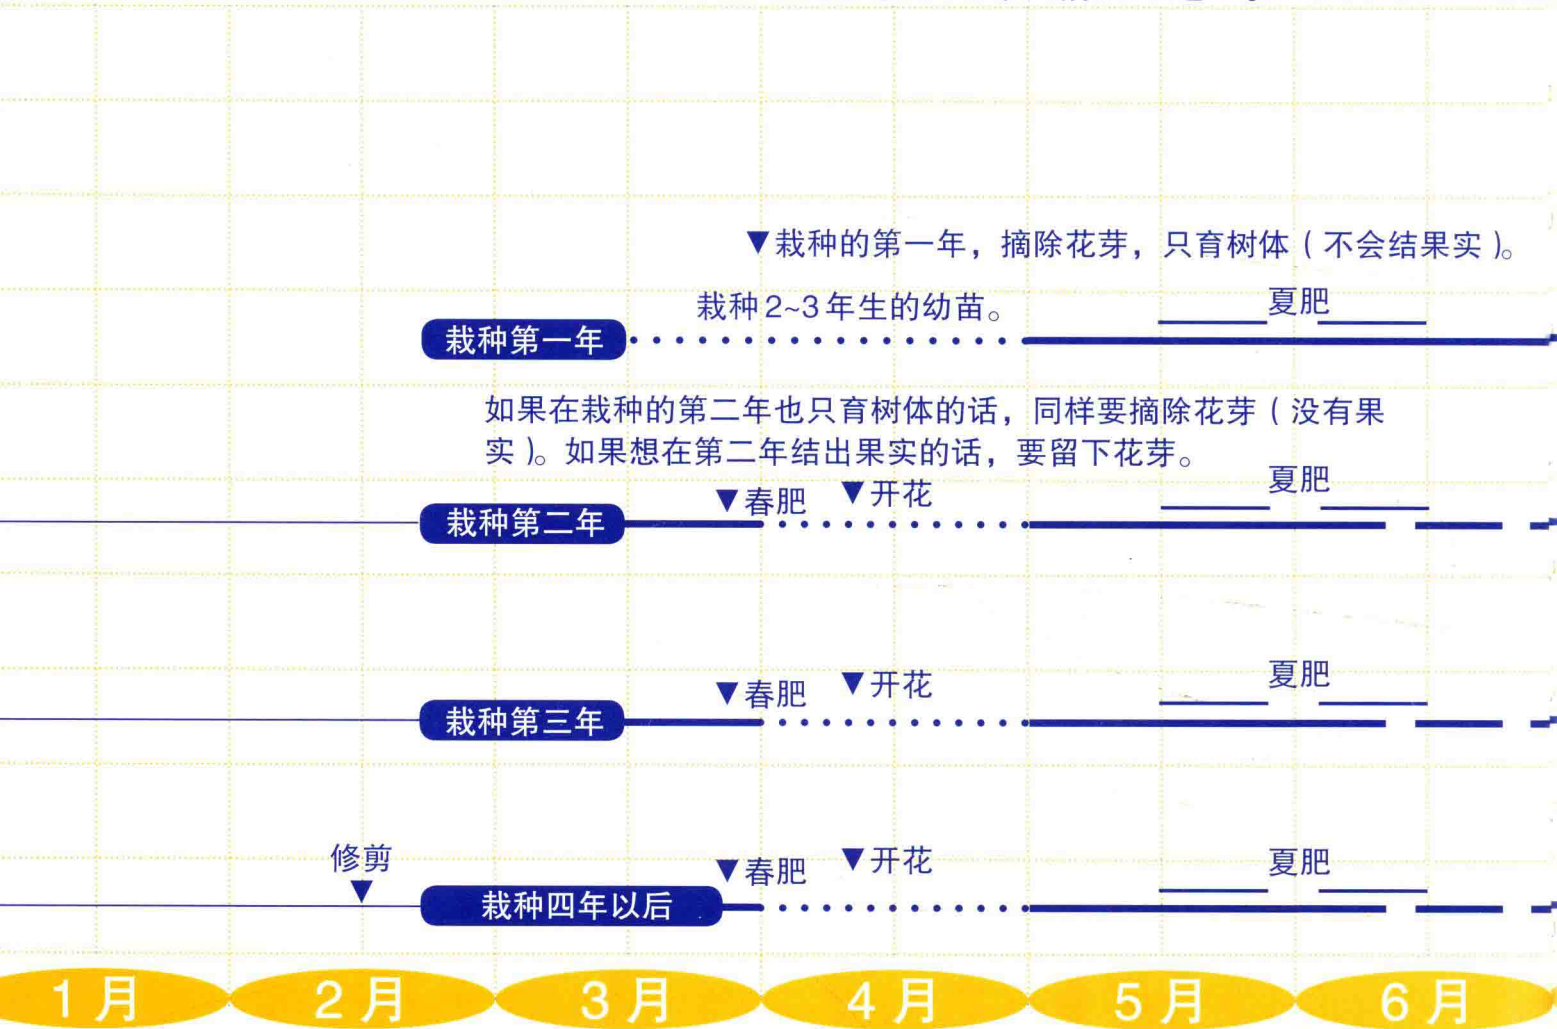 ▼栽种的第一年，摘除花芽，只育树体（不会结果实）。
栽种2~3年生的幼苗。
夏肥
栽种第一年
如果在栽种的第二年也只育树体的话，同样要摘除花芽（没有果
实）。如果想在第二年结出果实的话，要留下花芽。
▼春肥 ▼开花 夏肥
栽种第二年
▼春肥 ▼开花 夏肥
栽种第三年
修剪
▼
▼春肥 ▼开花 夏肥
栽种四年以后
1月 2月 3月 4月 5月 6月